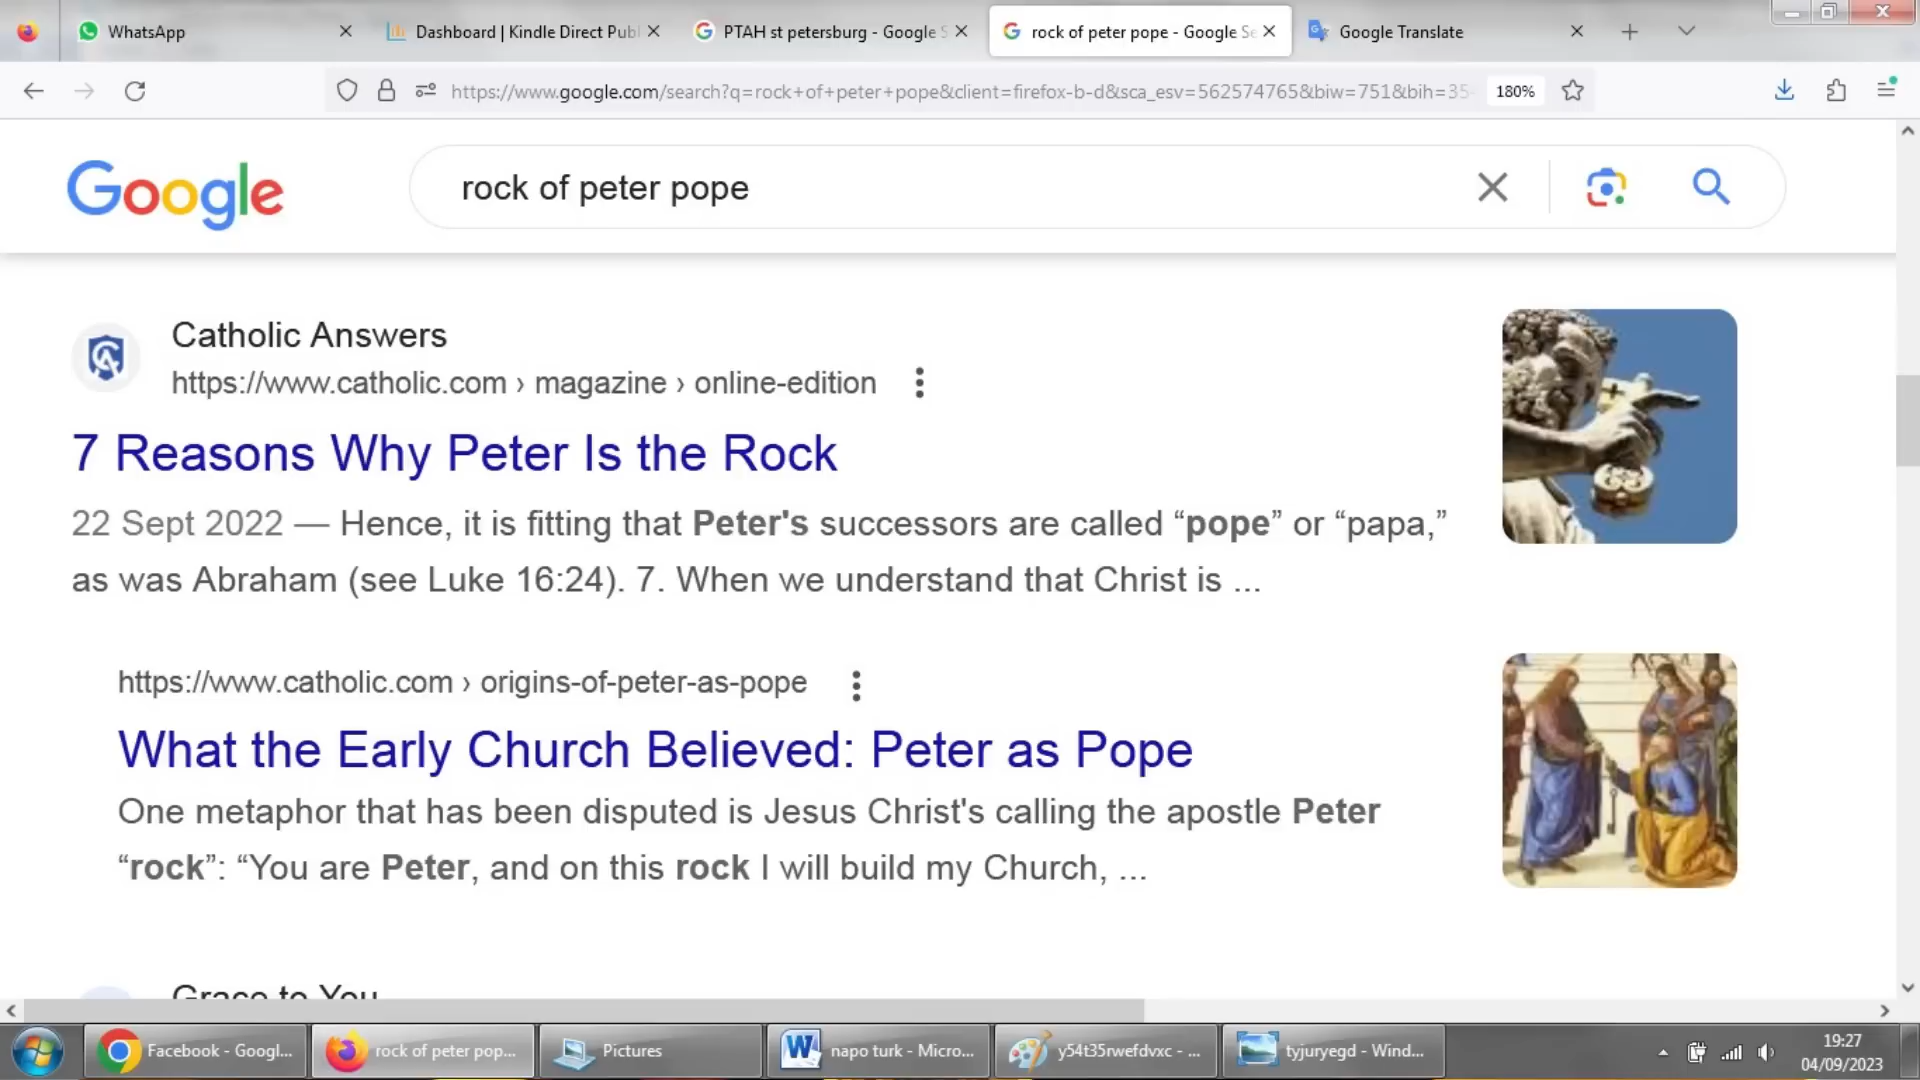 WhatsApp
Dashboard | Kindle Direct Publ
PTAH st petersburg - Google S
rock of peter pope - Google Se
Google Translate
https://www.google.com/search?q=rock+of+peter+pope&client=firefox-b-d&sca_esv=562574765&biw=751&bih=35
180%
Google
rock of peter pope
Catholic Answers
https://www.catholic.com › magazine › online-edition
7 Reasons Why Peter Is the Rock
22 Sept 2022 — Hence, it is fitting that Peter's successors are called “pope” or “papa,”
as was Abraham (see Luke 16:24). 7. When we understand that Christ is ...
https://www.catholic.com › origins-of-peter-as-pope
What the Early Church Believed: Peter as Pope
One metaphor that has been disputed is Jesus Christ's calling the apostle Peter
“rock”: “You are Peter, and on this rock I will build my Church, ...
Grace to You
Facebook - Googl...
rock of peter pop...
Pictures
napo turk - Micro...
y54t35rwefdvxc - ...
tyjuryegd - Wind...
19:27
04/09/2023